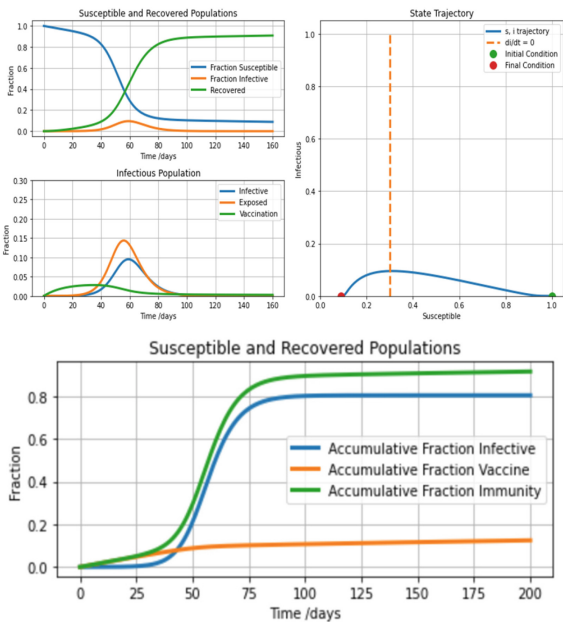 Susceptible and Recovered Populations
1.0
0.8
0.6
0.4
0.2
0.0
Fraction
Fraction Susceptible
Fraction Infective
Recovered
0 20 40 60 80 100 120 140 160
Time /days
Infectious Population
0.30
0.25
0.20
0.15
0.10
0.05
0.00
Fraction
Infective
Exposed
Vaccination
0 20 40 60 80 100 120 140 160
Time /days
State Trajectory
1.0
0.8
0.6
0.4
0.2
0.0
Infectious
s, i trajectory
di/dt = 0
Initial Condition
Final Condition
0.0 0.2 0.4 0.6 0.8 1.0
Susceptible
Susceptible and Recovered Populations
0.8
0.6
0.4
0.2
0.0
Fraction
Accumulative Fraction Infective
Accumulative Fraction Vaccine
Accumulative Fraction Immunity
0 25 50 75 100 125 150 175 200
Time /days